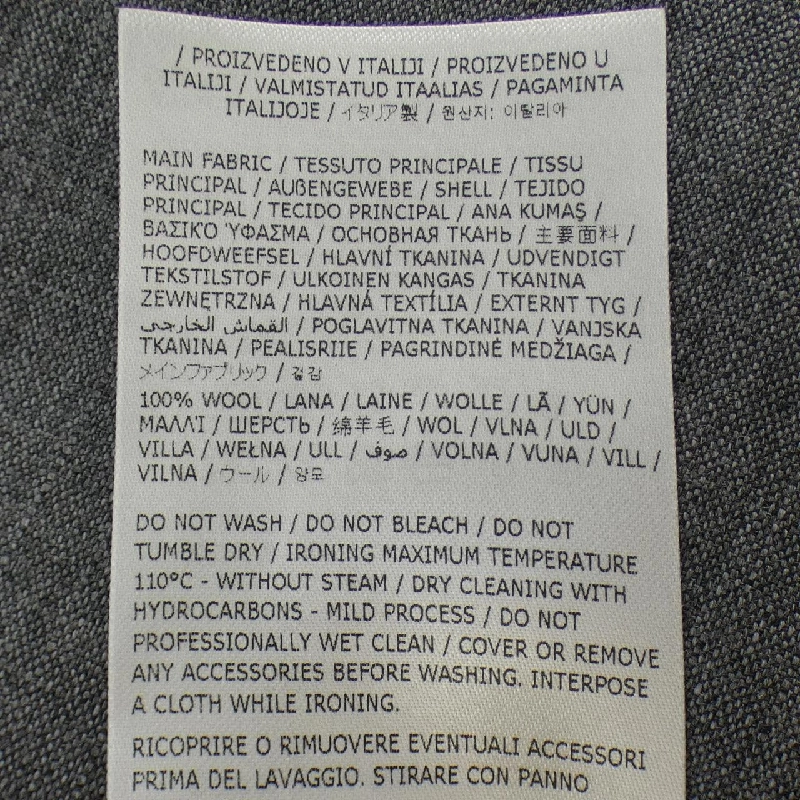 / PROIZVEDENO V ITALIJI / PROIZVEDENO U
ITALIJI / VALMISTATUD ITAALIAS / PAGAMINTA
ITALIJOJE / イタリア製 / 원산지: 이탈리아
MAIN FABRIC / TESSUTO PRINCIPALE / TISSU
PRINCIPAL / AUßENGEWEBE / SHELL / TEJIDO
PRINCIPAL / TECIDO PRINCIPAL / ANA KUMAŞ /
ΒΑΣΙΚΌ ΎΦΑΣΜΑ / ОСНОВНАЯ ТКАНЬ / 主要面料 /
HOOFDWEEFSEL / HLAVNÍ TKANINA / UDVENDIGT
TEKSTILSTOF / ULKOINEN KANGAS / TKANINA
ZEWNĘTRZNA / HLAVNÁ TEXTÍLIA / EXTERNT TYG /
القماش الخارجى / POGLAVITNA TKANINA / VANJSKA
TKANINA / PEALISRIIE / PAGRINDINĖ MEDŽIAGA /
メインファブリック / 겉감
100% WOOL / LANA / LAINE / WOLLE / LÃ / YÜN /
ΜΑΛΛΊ / ШЕРСТЬ / 绵羊毛 / WOL / VLNA / ULD /
VILLA / WEŁNA / ULL / صوف / VOLNA / VUNA / VILL /
VILNA / ウール / 양모
DO NOT WASH / DO NOT BLEACH / DO NOT
TUMBLE DRY / IRONING MAXIMUM TEMPERATURE
110°C - WITHOUT STEAM / DRY CLEANING WITH
HYDROCARBONS - MILD PROCESS / DO NOT
PROFESSIONALLY WET CLEAN / COVER OR REMOVE
ANY ACCESSORIES BEFORE WASHING. INTERPOSE
A CLOTH WHILE IRONING.
RICOPRIRE O RIMUOVERE EVENTUALI ACCESSORI
PRIMA DEL LAVAGGIO. STIRARE CON PANNO